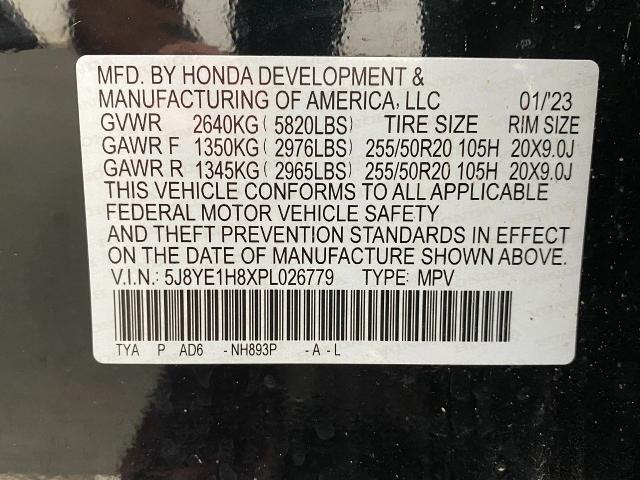 MFD. BY HONDA DEVELOPMENT &
MANUFACTURING OF AMERICA, LLC 01/'23
GVWR 2640KG( 5820LBS) TIRE SIZE RIM SIZE
GAWR F 1350KG( 2976LBS) 255/50R20 105H 20X9.0J
GAWR R 1345KG( 2965LBS) 255/50R20 105H 20X9.0J
THIS VEHICLE CONFORMS TO ALL APPLICABLE
FEDERAL MOTOR VEHICLE SAFETY
AND THEFT PREVENTION STANDARDS IN EFFECT
ON THE DATE OF MANUFACTURE SHOWN ABOVE.
V.I.N.: 5J8YE1H8XPL026779 TYPE: MPV
TYA P AD6 -NH893P -A-L